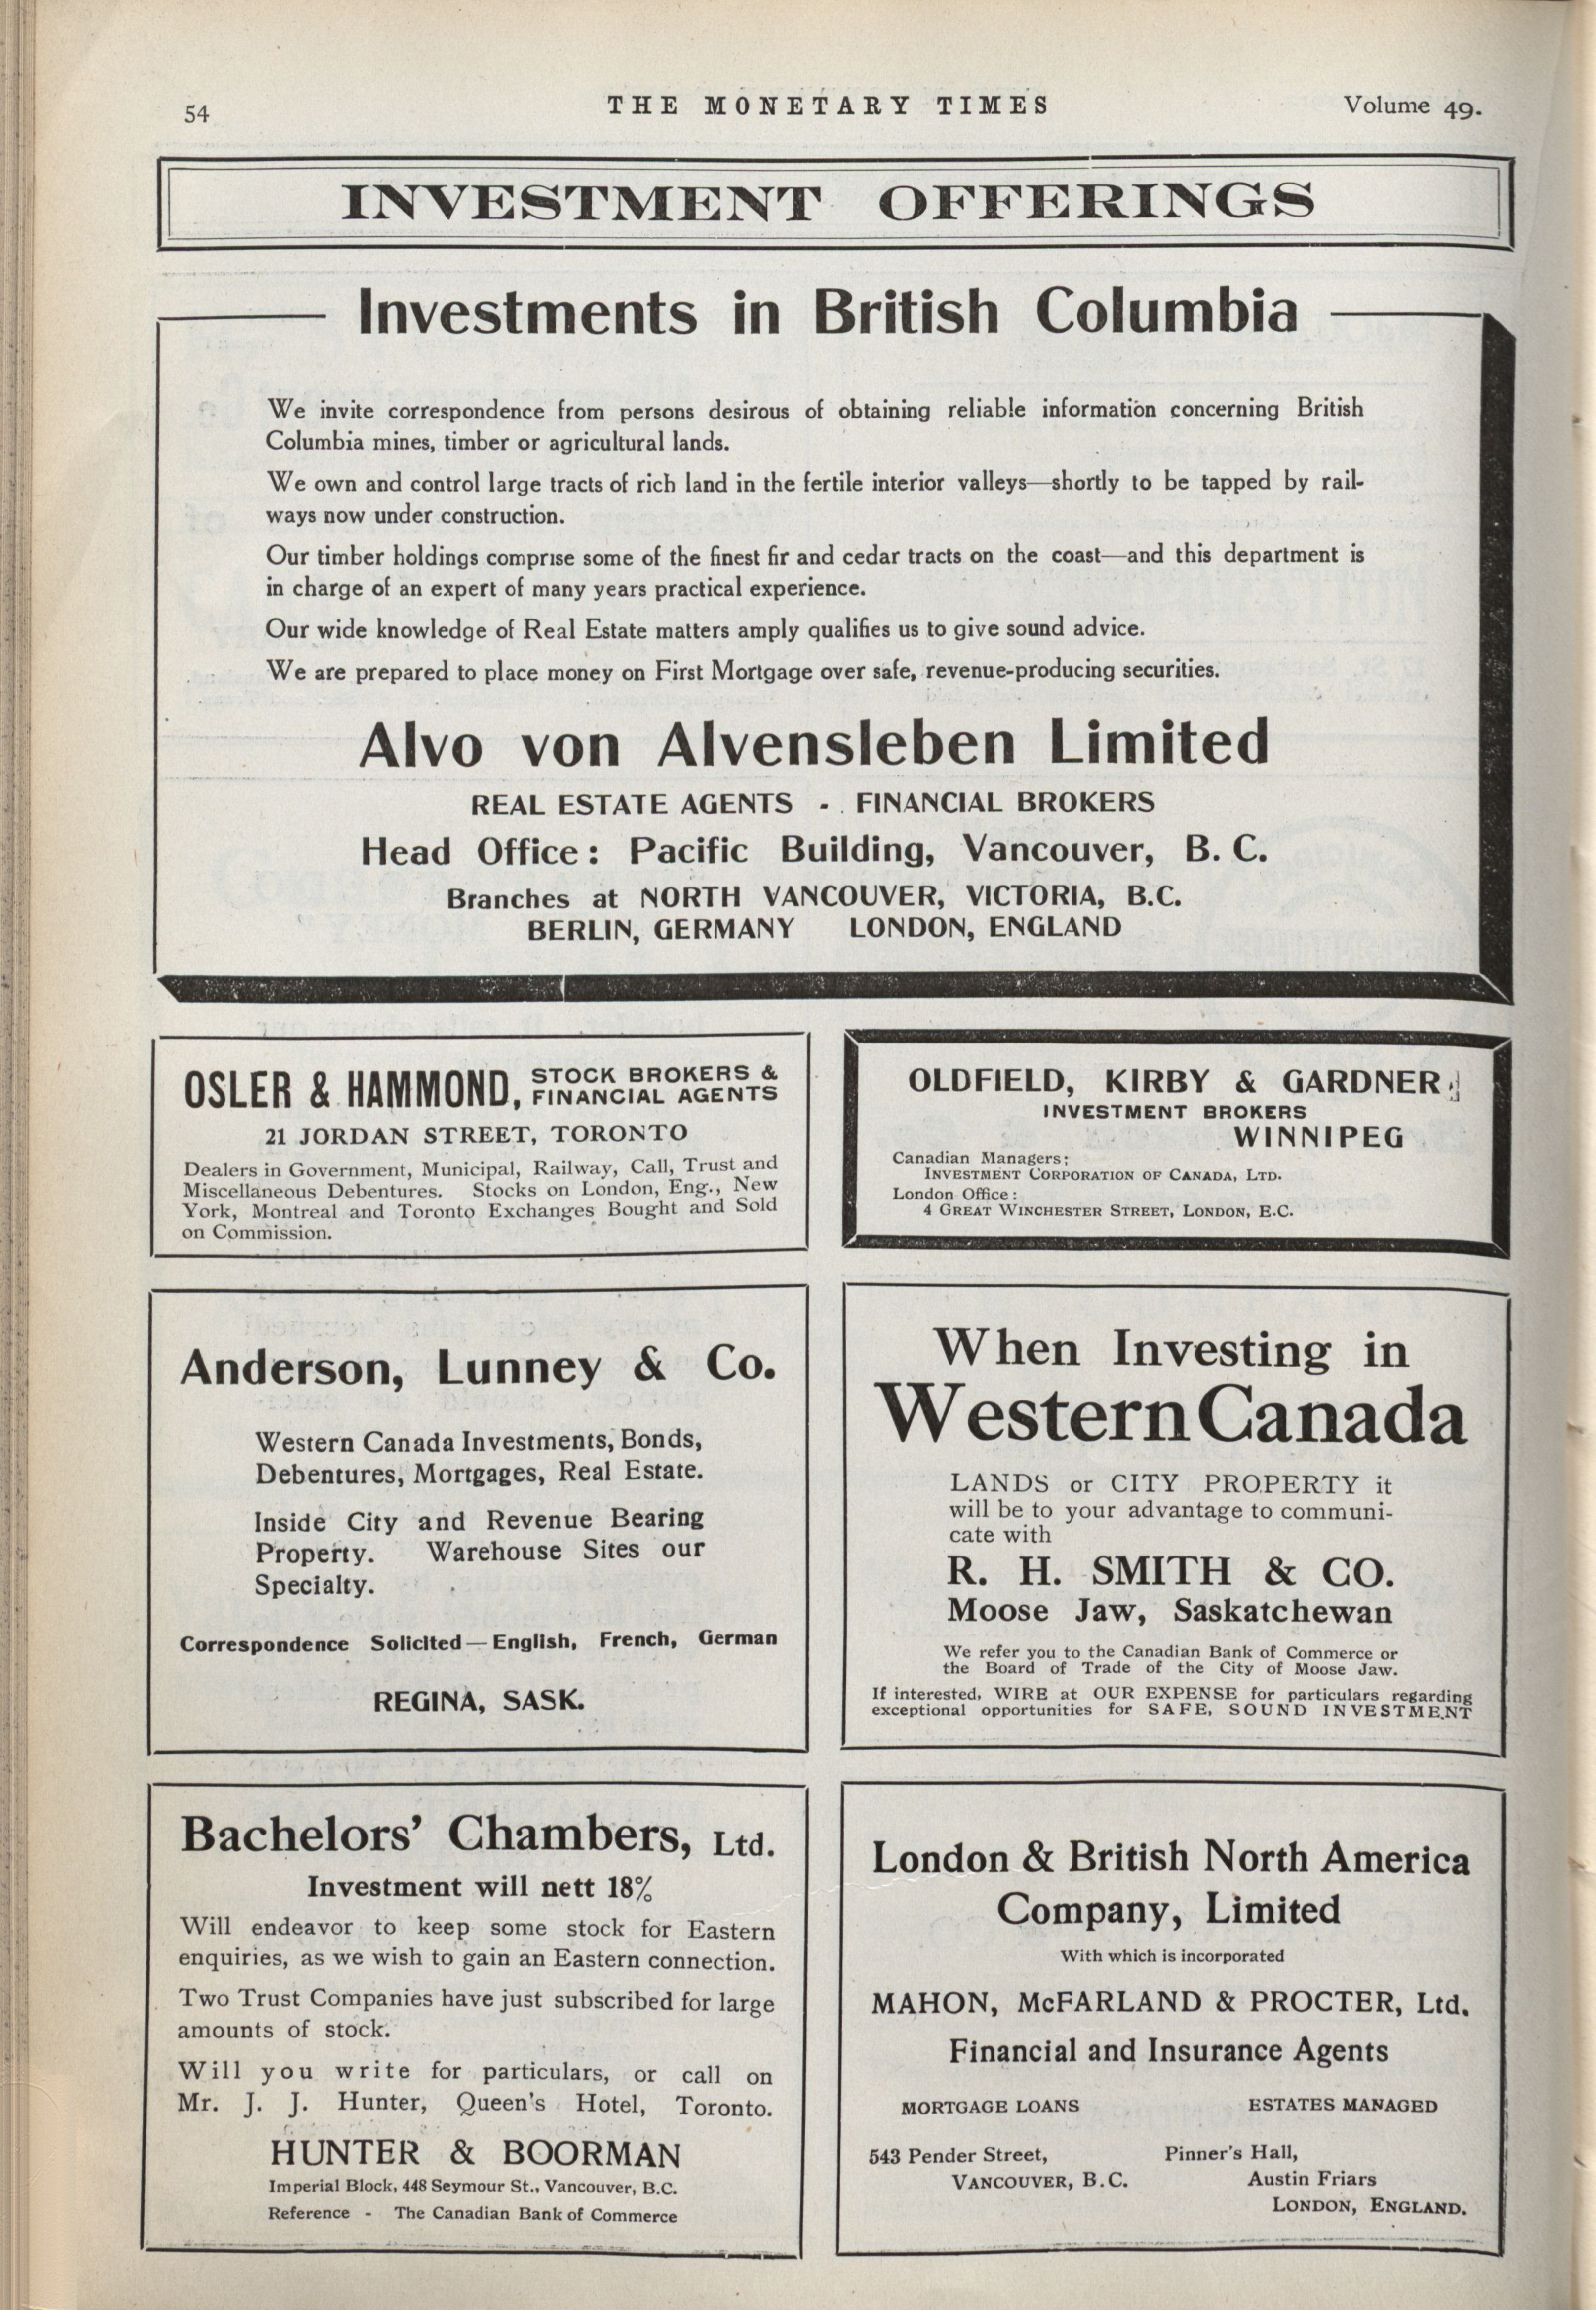 54
THE MONETARY TIMES
Volume 49.
INVESTMENT OFFERINGS
Investments in British Columbia
We invite correspondence from persons desirous of obtaining reliable information concerning British
Columbia mines, timber or agricultural lands.
We own and control large tracts of rich land in the fertile interior valleys—shortly to be tapped by rail-
ways now under construction.
Our timber holdings comprise some of the finest fir and cedar tracts on the coast—and this department is
in charge of an expert of many years practical experience.
Our wide knowledge of Real Estate matters amply qualifies us to give sound advice.
We are prepared to place money on First Mortgage over safe, revenue-producing securities.
Alvo von Alvensleben Limited
REAL ESTATE AGENTS - FINANCIAL BROKERS
Head Office: Pacific Building, Vancouver, B. C.
Branches at NORTH VANCOUVER, VICTORIA, B.C.
BERLIN, GERMANY LONDON, ENGLAND
OSLER & HAMMOND, STOCK BROKERS &
FINANCIAL AGENTS
21 JORDAN STREET, TORONTO
Dealers in Government, Municipal, Railway, Call, Trust and
Miscellaneous Debentures. Stocks on London, Eng., New
York, Montreal and Toronto Exchanges Bought and Sold
on Commission.
OLDFIELD, KIRBY & GARDNER
INVESTMENT BROKERS
WINNIPEG
Canadian Managers:
INVESTMENT CORPORATION OF CANADA, LTD.
London Office:
4 GREAT WINCHESTER STREET, LONDON, E.C.
Anderson, Lunney & Co.
Western Canada Investments, Bonds,
Debentures, Mortgages, Real Estate.
Inside City and Revenue Bearing
Property. Warehouse Sites our
Specialty.
Correspondence Solicited—English, French, German
REGINA, SASK.
When Investing in
Western Canada
LANDS or CITY PROPERTY it
will be to your advantage to communi-
cate with
R. H. SMITH & CO.
Moose Jaw, Saskatchewan
We refer you to the Canadian Bank of Commerce or
the Board of Trade of the City of Moose Jaw.
If interested, WIRE at OUR EXPENSE for particulars regarding
exceptional opportunities for SAFE, SOUND INVESTMENT
Bachelors' Chambers, Ltd.
Investment will nett 18%
Will endeavor to keep some stock for Eastern
enquiries, as we wish to gain an Eastern connection.
Two Trust Companies have just subscribed for large
amounts of stock.
Will you write for particulars, or call on
Mr. J. J. Hunter, Queen's Hotel, Toronto.
HUNTER & BOORMAN
Imperial Block, 448 Seymour St., Vancouver, B.C.
Reference - The Canadian Bank of Commerce
London & British North America
Company, Limited
With which is incorporated
MAHON, McFARLAND & PROCTER, Ltd.
Financial and Insurance Agents
MORTGAGE LOANS ESTATES MANAGED
543 Pender Street,
VANCOUVER, B.C.
Pinner's Hall,
Austin Friars
LONDON, ENGLAND.